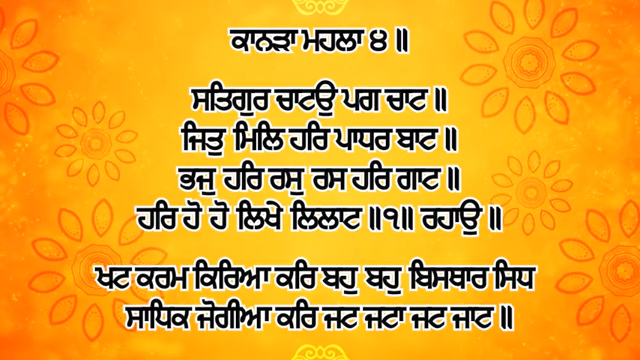 ਕਾਨੜਾ ਮਹਲਾ ੪ ॥
ਸਤਿਗੁਰ ਚਾਟਉ ਪਗ ਚਾਟ ॥
ਜਿਤੁ ਮਿਲਿ ਹਰਿ ਪਾਧਰ ਬਾਟ ॥
ਭਜੁ ਹਰਿ ਰਸੁ ਰਸ ਹਰਿ ਗਾਟ ॥
ਹਰਿ ਹੋ ਹੋ ਲਿਖੇ ਲਿਲਾਟ ॥੧॥ ਰਹਾਉ ॥
ਖਟ ਕਰਮ ਕਿਰਿਆ ਕਰਿ ਬਹੁ ਬਹੁ ਬਿਸਥਾਰ ਸਿਧ
ਸਾਧਿਕ ਜੋਗੀਆ ਕਰਿ ਜਟ ਜਟਾ ਜਟ ਜਾਟ ॥